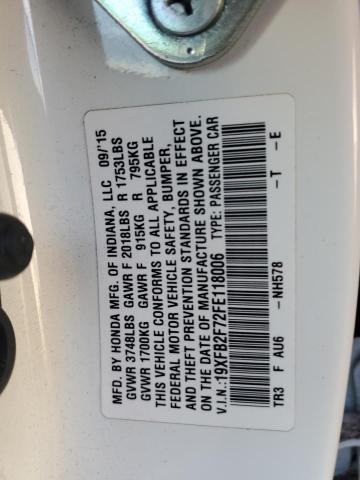 MFD. BY HONDA MFG. OF INDIANA, LLC 09/'15
GVWR 3748LBS GAWR F 2018LBS R 1753LBS
GVWR 1700KG GAWR F 915KG R 795KG
THIS VEHICLE CONFORMS TO ALL APPLICABLE
FEDERAL MOTOR VEHICLE SAFETY, BUMPER,
AND THEFT PREVENTION STANDARDS IN EFFECT
ON THE DATE OF MANUFACTURE SHOWN ABOVE.
V.I.N.:19XFB2F72FE118006 TYPE: PASSENGER CAR
TR3 F AU6 -NH578 -T -E